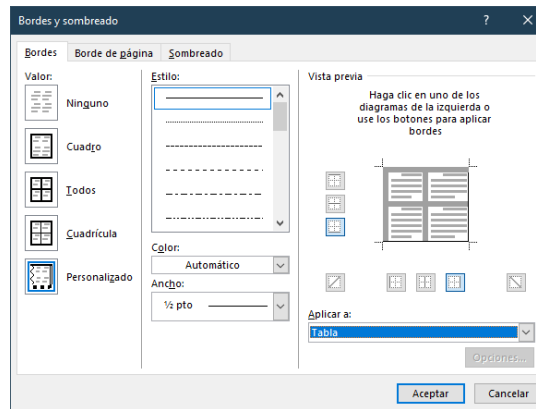 Bordes y sombreado
? ×
Bordes
Borde de página
Sombreado
Valor:
Ninguno
Cuadro
Todos
Cuadrícula
Personalizado
Estilo:
Color:
Automático
Ancho:
½ pto
Vista previa
Haga clic en uno de los
diagramas de la izquierda o
use los botones para aplicar
bordes
Aplicar a:
Tabla
Opciones...
Aceptar
Cancelar